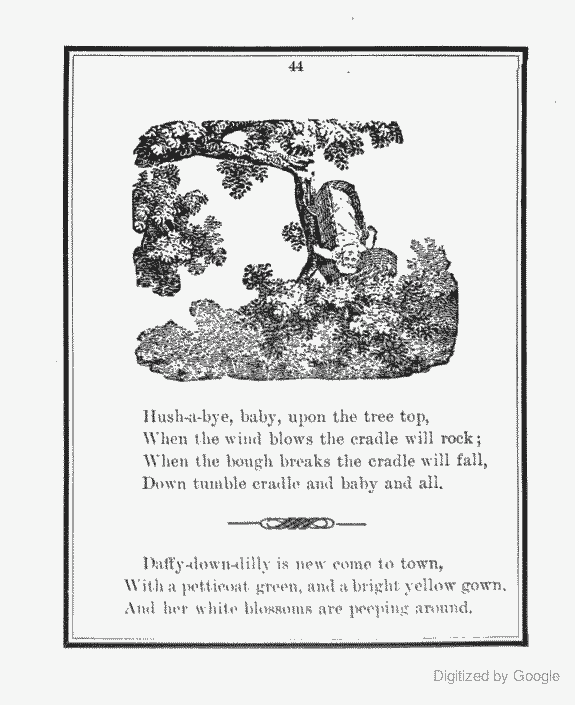 44
Hush-a-bye, baby, upon the tree top,
When the wind blows the cradle will rock;
When the bough breaks the cradle will fall,
Down tumble cradle and baby and all.
Daffy-down-dilly is new come to town,
With a petticoat green, and a bright yellow gown,
And her white blossoms are peeping around.
Digitized by Google